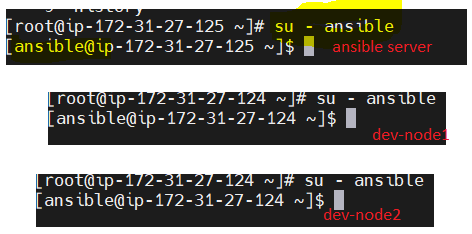 [root@ip-172-31-27-125 ~]# su - ansible
[ansible@ip-172-31-27-125 ~]$ ansible server
[root@ip-172-31-27-124 ~]# su - ansible
[ansible@ip-172-31-27-124 ~]$
dev-node1
[root@ip-172-31-27-124 ~]# su - ansible
[ansible@ip-172-31-27-124 ~]$
dev-node2